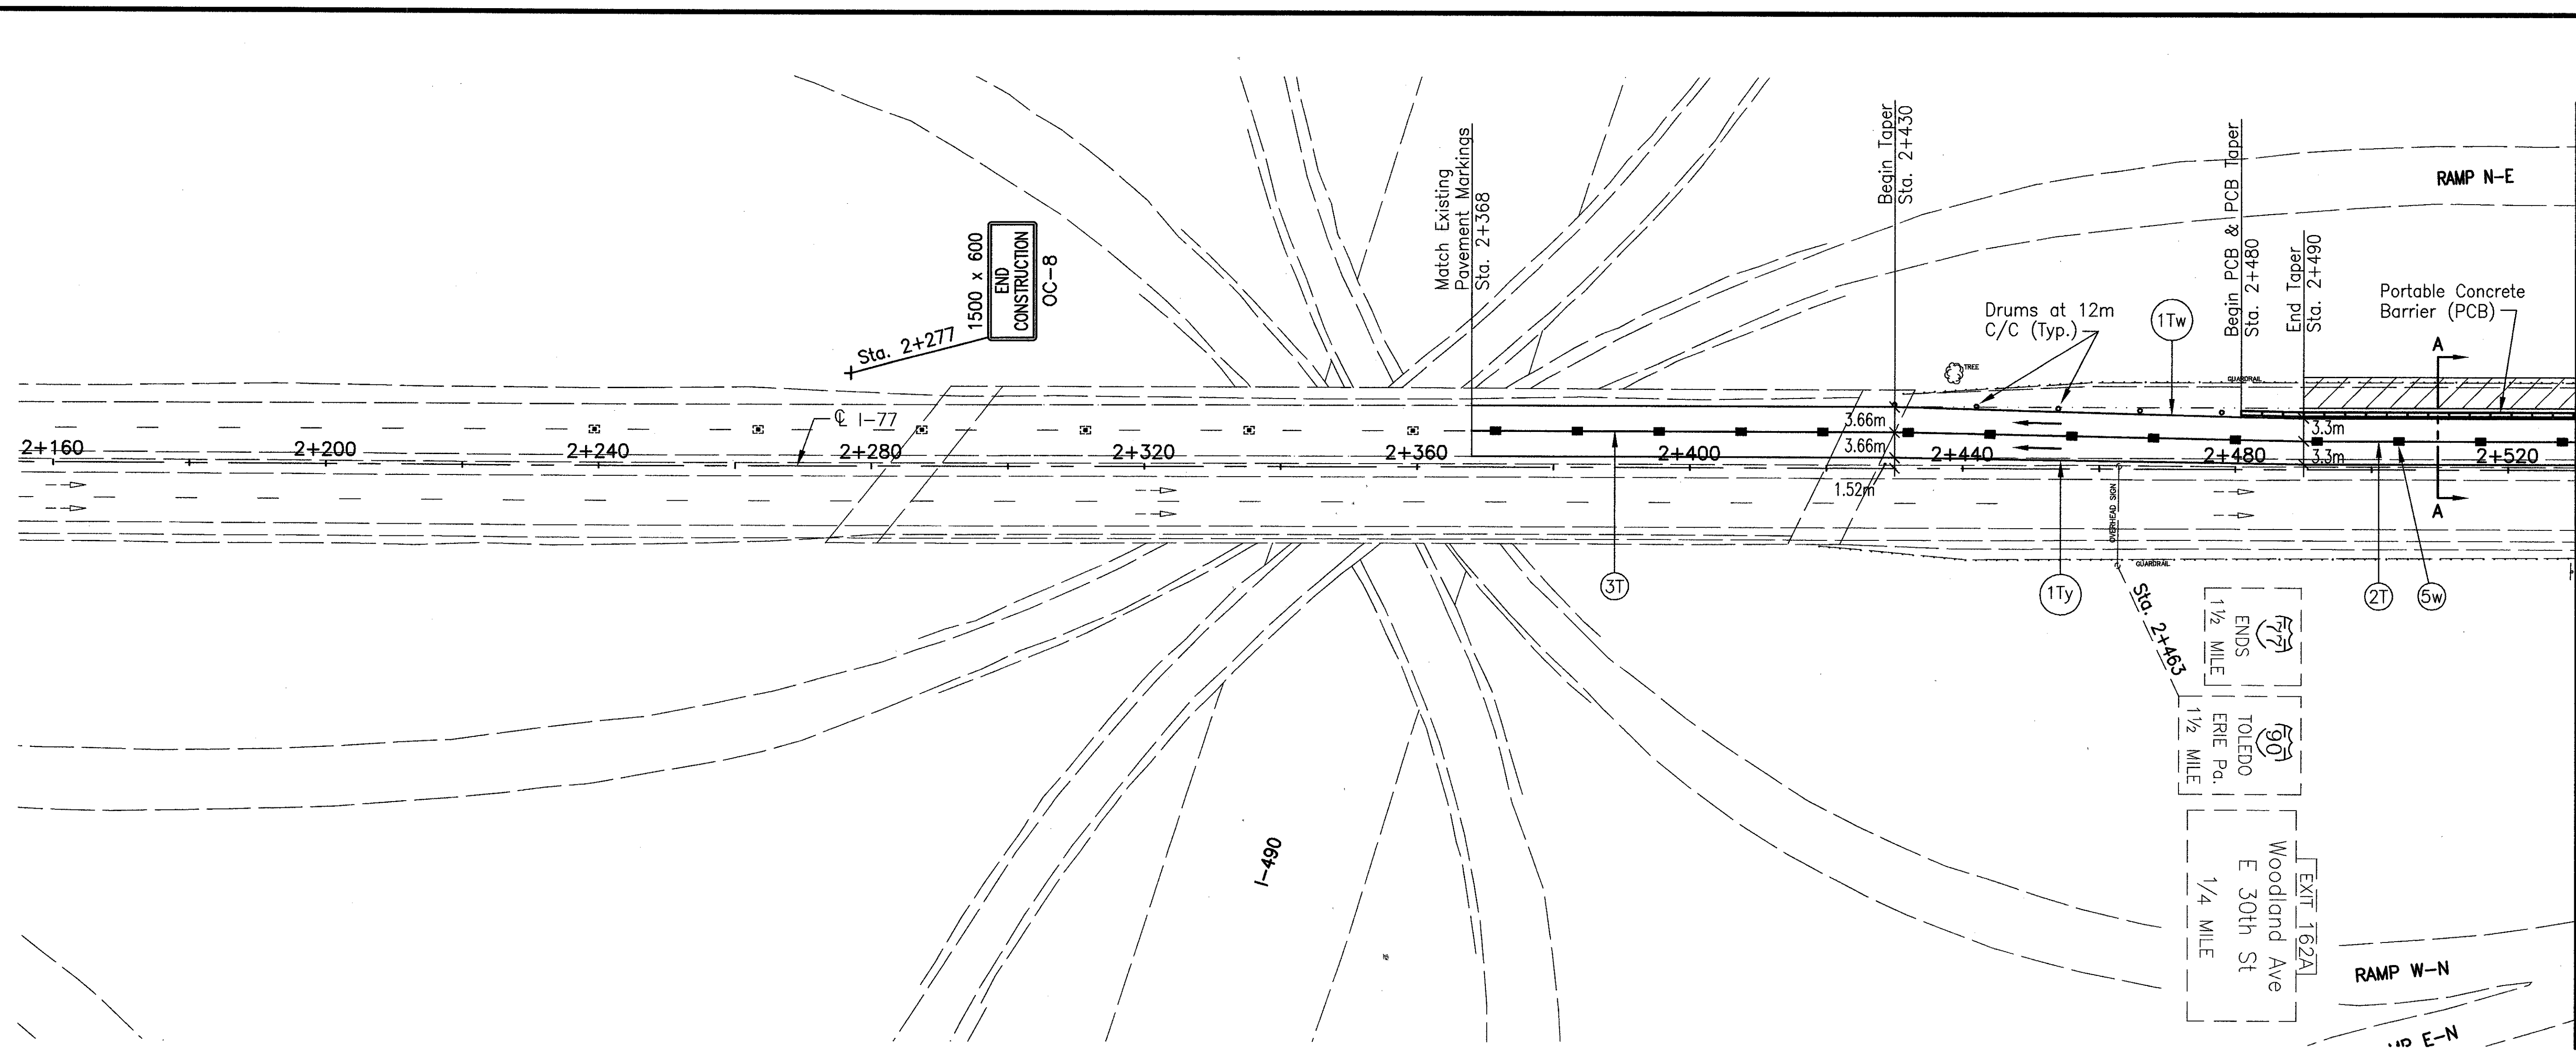 1500 x 600
END
CONSTRUCTION
OC-8
Sta. 2+277
Match Existing
Pavement Markings
Sta. 2+368
Begin Taper
Sta. 2+430
Begin PCB & PCB Taper
Sta. 2+480
End Taper
Sta. 2+490
RAMP N-E
Drums at 12m
C/C (Typ.)
1Tw
Portable Concrete
Barrier (PCB)
A
TREE
GUARDRAIL
℄ I-77
3.66m
3.66m
1.52m
3.3m
3.3m
2+160
2+200
2+240
2+280
2+320
2+360
2+400
2+440
2+480
2+520
OVERHEAD SIGN
A
GUARDRAIL
3T
1Ty
2T
5w
Sta. 2+463
77
ENDS
1½ MILE
90
TOLEDO
ERIE Pa.
1½ MILE
EXIT 162A
Woodland Ave
E 30th St
1/4 MILE
I-490
RAMP W-N
E-N